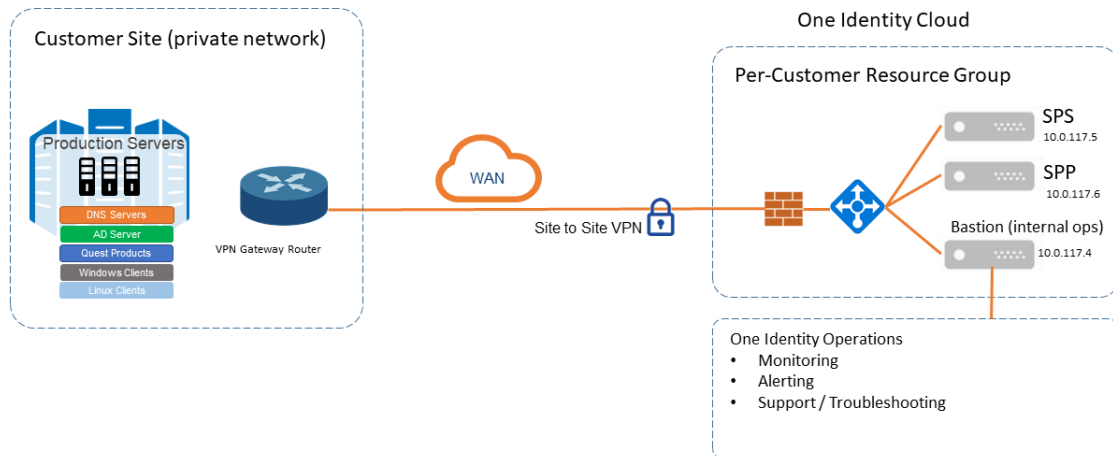 One Identity Cloud
Customer Site (private network)
Per-Customer Resource Group
Production Servers
DNS Servers
AD Server
Quest Products
Windows Clients
Linux Clients
VPN Gateway Router
WAN
Site to Site VPN
SPS
10.0.117.5
SPP
10.0.117.6
Bastion (internal ops)
10.0.117.4
One Identity Operations
• Monitoring
• Alerting
• Support / Troubleshooting